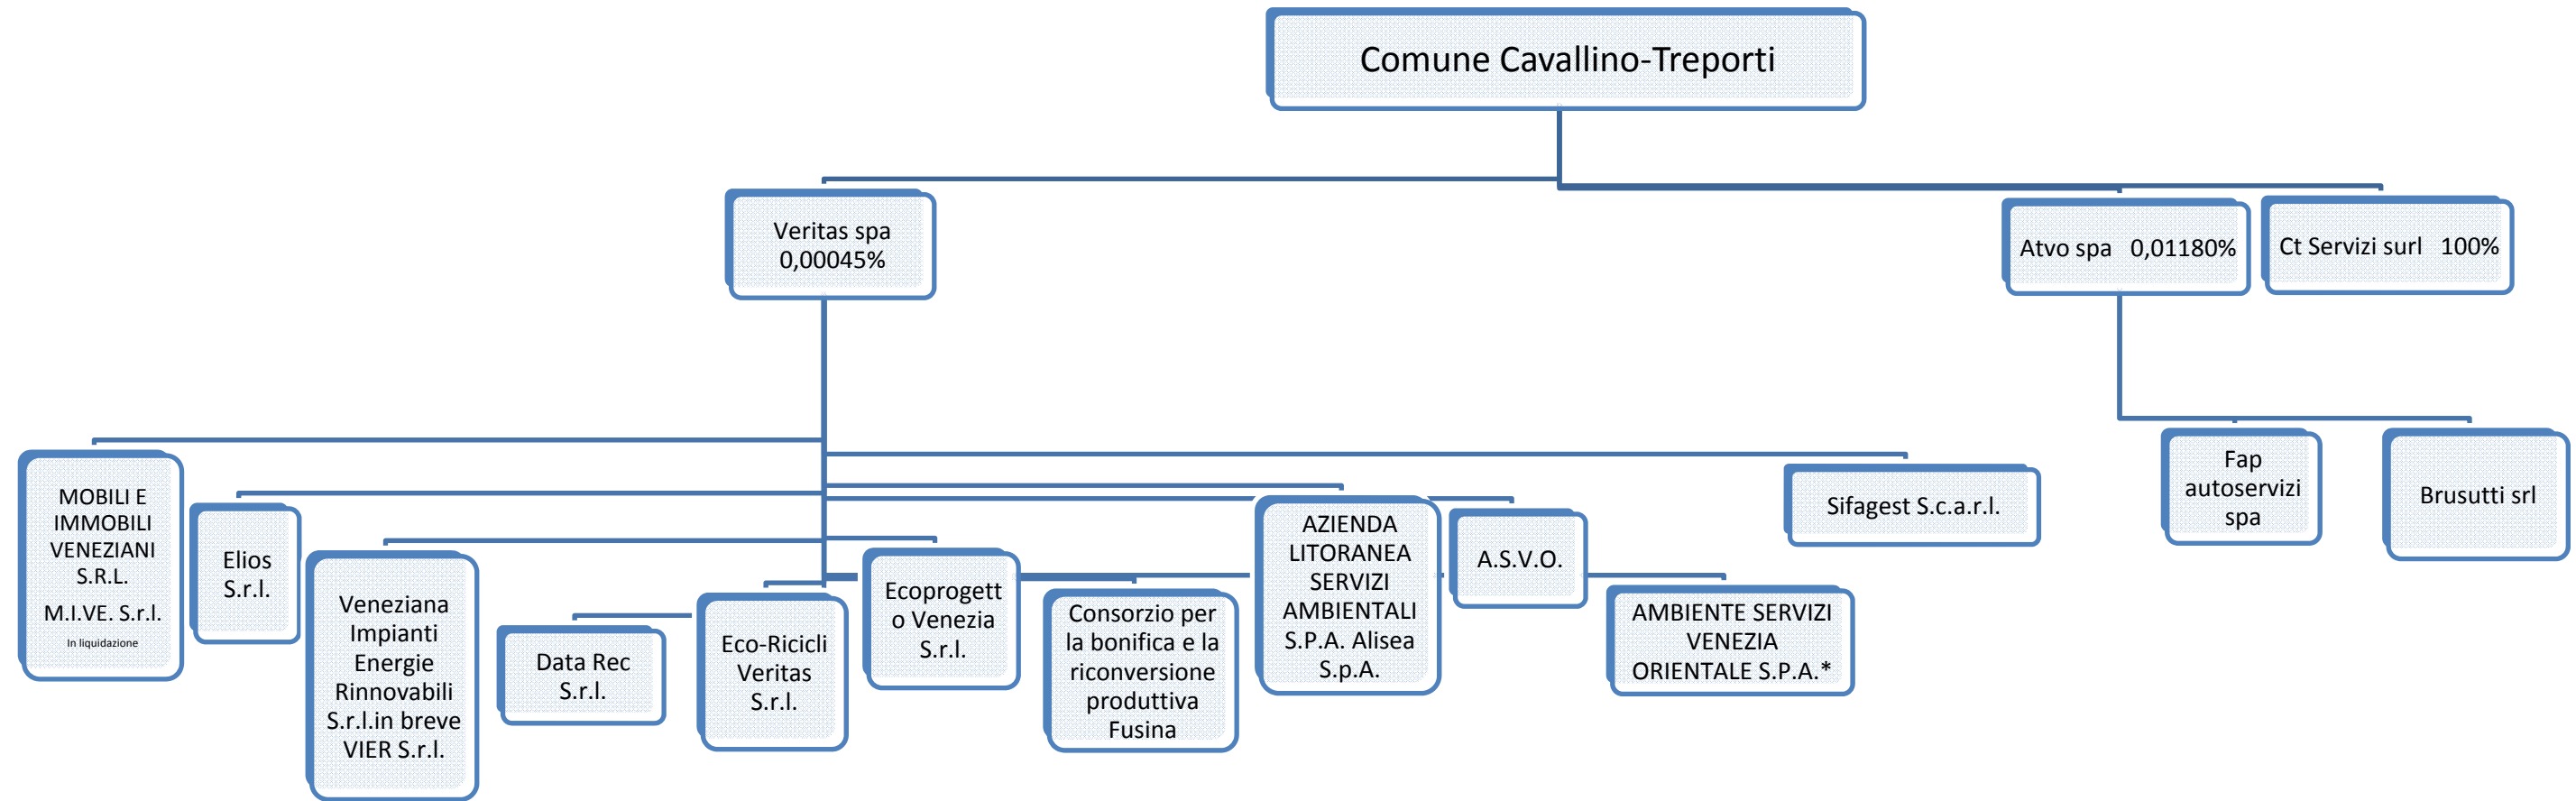 Comune Cavallino-Treporti
Veritas spa
0,00045%
Atvo spa 0,01180%
Ct Servizi surl 100%
MOBILI E
IMMOBILI
VENEZIANI
S.R.L.
M.I.VE. S.r.l.
In liquidazione
Elios
S.r.l.
Veneziana
Impianti
Energie
Rinnovabili
S.r.l.in breve
VIER S.r.l.
Data Rec
S.r.l.
Eco-Ricicli
Veritas
S.r.l.
Ecoprogett
o Venezia
S.r.l.
Consorzio per
la bonifica e la
riconversione
produttiva
Fusina
AZIENDA
LITORANEA
SERVIZI
AMBIENTALI
S.P.A. Alisea
S.p.A.
A.S.V.O.
AMBIENTE SERVIZI
VENEZIA
ORIENTALE S.P.A.*
Sifagest S.c.a.r.l.
Fap
autoservizi
spa
Brusutti srl